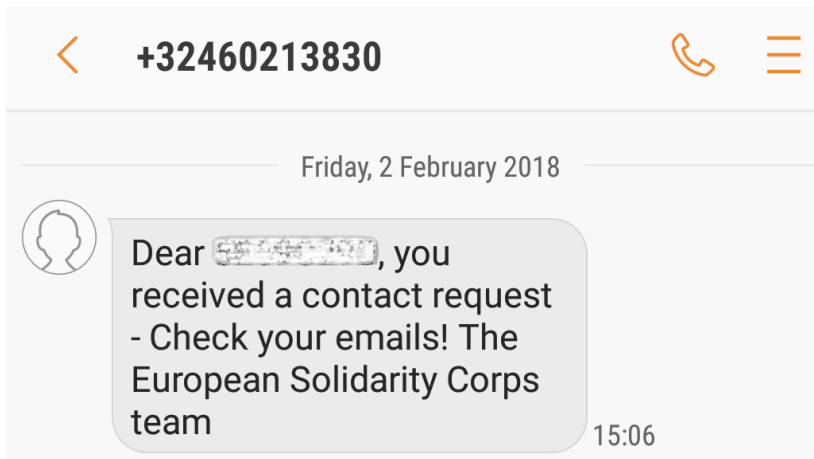 +32460213830
Friday, 2 February 2018
Dear , you
received a contact request
- Check your emails! The
European Solidarity Corps
team
15:06